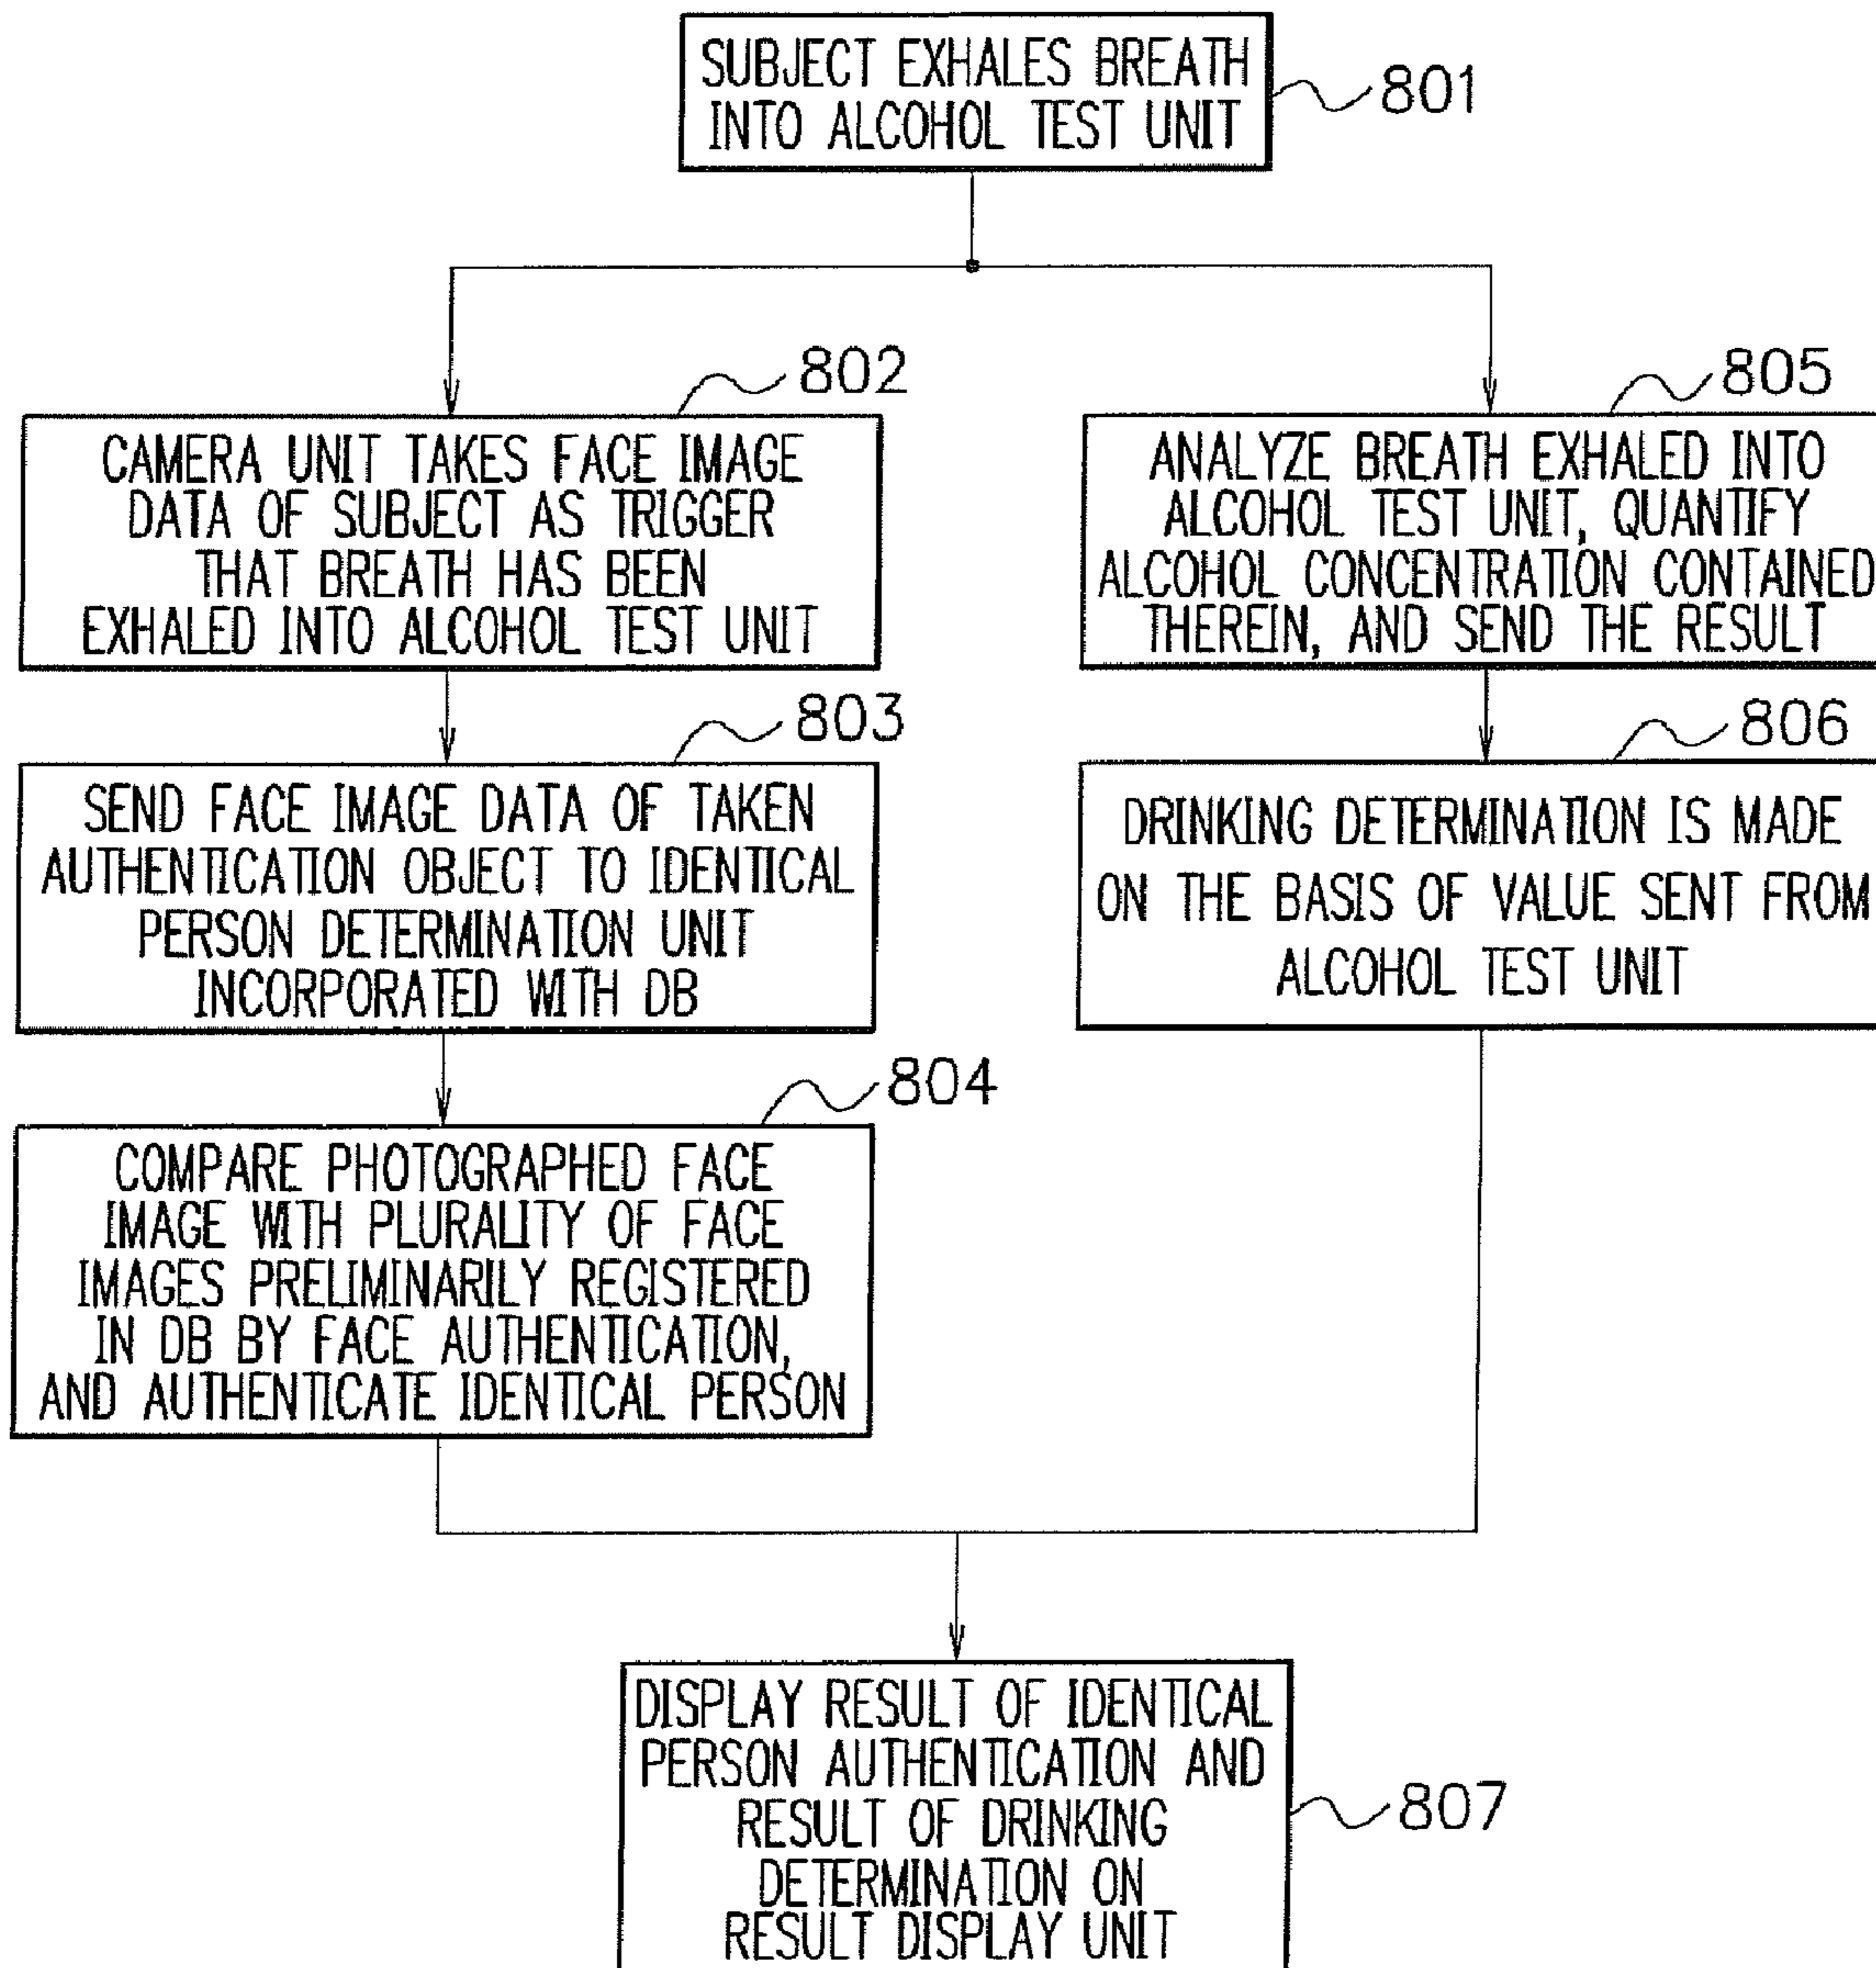 SUBJECT EXHALES BREATH
INTO ALCOHOL TEST UNIT
801
802
CAMERA UNIT TAKES FACE IMAGE
DATA OF SUBJECT AS TRIGGER
THAT BREATH HAS BEEN
EXHALED INTO ALCOHOL TEST UNIT
803
SEND FACE IMAGE DATA OF TAKEN
AUTHENTICATION OBJECT TO IDENTICAL
PERSON DETERMINATION UNIT
INCORPORATED WITH DB
804
COMPARE PHOTOGRAPHED FACE
IMAGE WITH PLURALITY OF FACE
IMAGES PRELIMINARILY REGISTERED
IN DB BY FACE AUTHENTICATION,
AND AUTHENTICATE IDENTICAL PERSON
805
ANALYZE BREATH EXHALED INTO
ALCOHOL TEST UNIT, QUANTIFY
ALCOHOL CONCENTRATION CONTAINED
THEREIN, AND SEND THE RESULT
806
DRINKING DETERMINATION IS MADE
ON THE BASIS OF VALUE SENT FROM
ALCOHOL TEST UNIT
DISPLAY RESULT OF IDENTICAL
PERSON AUTHENTICATION AND
RESULT OF DRINKING
DETERMINATION ON
RESULT DISPLAY UNIT
807